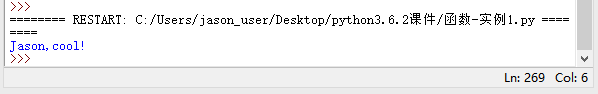 >>>
======== RESTART: C:/Users/jason_user/Desktop/python3.6.2课件/函数-实例1.py ====
====
Jason,cool!
>>>
Ln: 269 Col: 6